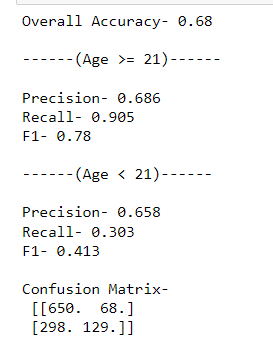 Overall Accuracy- 0.68
------(Age >= 21)------
Precision- 0.686
Recall- 0.905
F1- 0.78
------(Age < 21)------
Precision- 0.658
Recall- 0.303
F1- 0.413
Confusion Matrix-
[[650. 68.]
[298. 129.]]